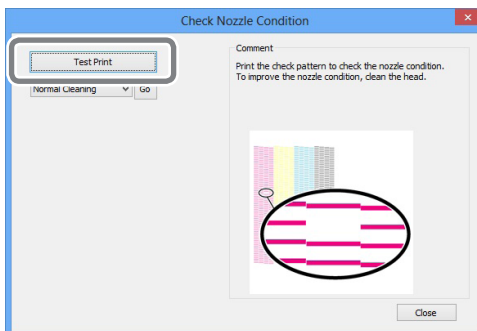 Check Nozzle Condition
Test Print
Normal Cleaning
Go
Comment
Print the check pattern to check the nozzle condition.
To improve the nozzle condition, clean the head.
Close